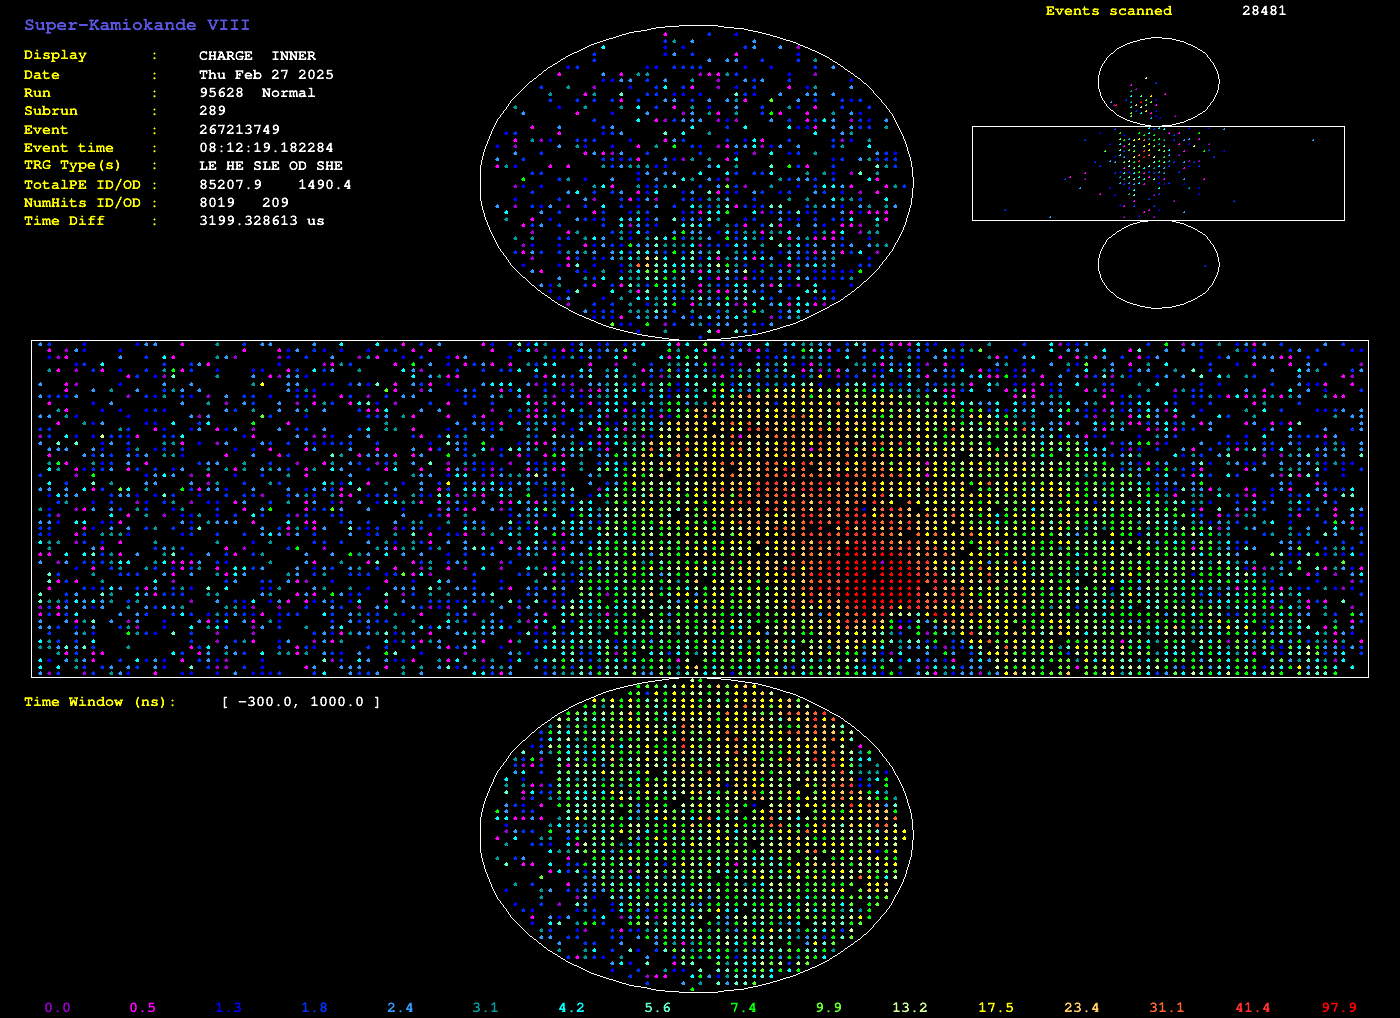 Super-Kamiokande VIII
Events scanned 28481
Display : CHARGE INNER
Date : Thu Feb 27 2025
Run : 95628 Normal
Subrun : 289
Event : 267213749
Event time : 08:12:19.182284
TRG Type(s) : LE HE SLE OD SHE
TotalPE ID/OD : 85207.9 1490.4
NumHits ID/OD : 8019 209
Time Diff : 3199.328613 us
Time Window (ns): [ -300.0, 1000.0 ]
0.0 0.5 1.3 1.8 2.4 3.1 4.2 5.6 7.4 9.9 13.2 17.5 23.4 31.1 41.4 97.9